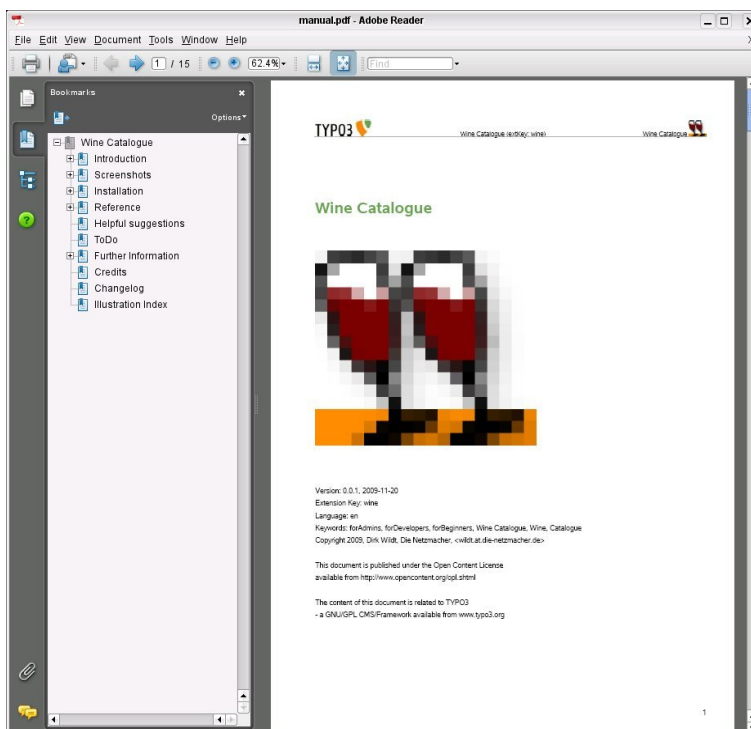 manual.pdf - Adobe Reader
File Edit View Document Tools Window Help
1 / 15 62.4% Find
Bookmarks
Options
Wine Catalogue
Introduction
Screenshots
Installation
Reference
Helpful suggestions
ToDo
Further Information
Credits
Changelog
Illustration Index
TYPO3 Wine Catalogue (extKey: wine) Wine Catalogue
Wine Catalogue
Version: 0.0.1, 2009-11-20
Extension Key: wine
Language: en
Keywords: forAdmins, forDevelopers, forBeginners, Wine Catalogue, Wine, Catalogue
Copyright 2009, Dirk Wildt, Die Netzmacher, <wildt.at.die-netzmacher.de>
This document is published under the Open Content License
available from http://www.opencontent.org/opl.shtml
The content of this document is related to TYPO3
- a GNU/GPL CMS/Framework available from www.typo3.org
1